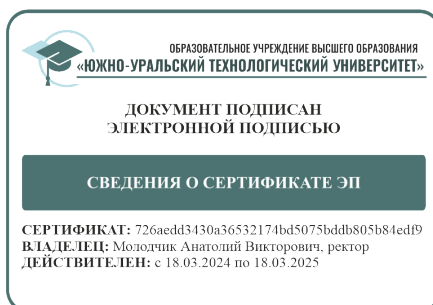 ОБРАЗОВАТЕЛЬНОЕ УЧРЕЖДЕНИЕ ВЫСШЕГО ОБРАЗОВАНИЯ
«ЮЖНО-УРАЛЬСКИЙ ТЕХНОЛОГИЧЕСКИЙ УНИВЕРСИТЕТ»
ДОКУМЕНТ ПОДПИСАН
ЭЛЕКТРОННОЙ ПОДПИСЬЮ
СВЕДЕНИЯ О СЕРТИФИКАТЕ ЭП
СЕРТИФИКАТ: 726aedd3430a36532174bd5075bddb805b84edf9
ВЛАДЕЛЕЦ: Молодчик Анатолий Викторович, ректор
ДЕЙСТВИТЕЛЕН: с 18.03.2024 по 18.03.2025